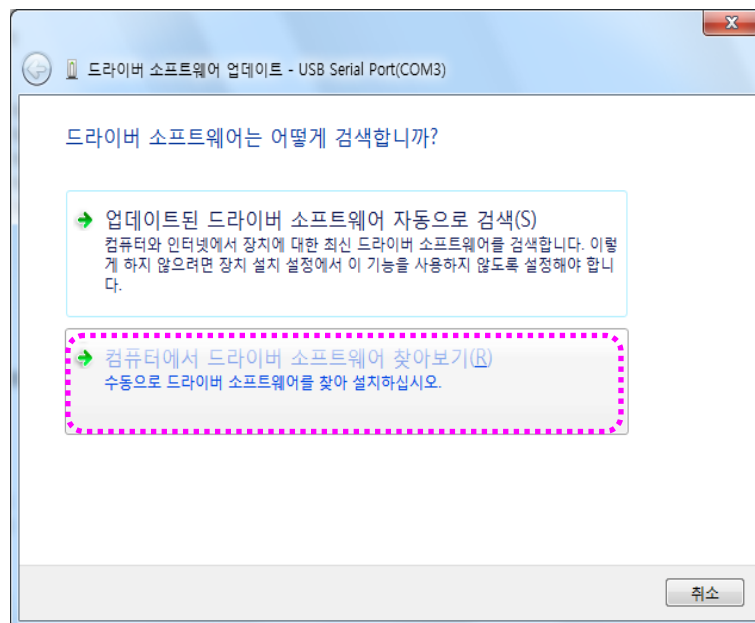 드라이버 소프트웨어 업데이트 - USB Serial Port(COM3)
드라이버 소프트웨어는 어떻게 검색합니까?
업데이트된 드라이버 소프트웨어 자동으로 검색(S)
컴퓨터와 인터넷에서 장치에 대한 최신 드라이버 소프트웨어를 검색합니다. 이렇
게 하지 않으려면 장치 설치 설정에서 이 기능을 사용하지 않도록 설정해야 합니
다.
컴퓨터에서 드라이버 소프트웨어 찾아보기(R)
수동으로 드라이버 소프트웨어를 찾아 설치하십시오.
취소